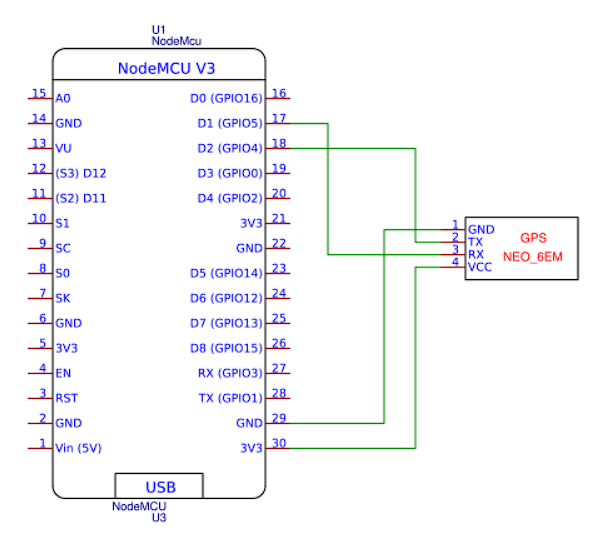 U1
NodeMcu
NodeMCU V3
15 A0 D0 (GPIO16) 16
14 GND D1 (GPIO5) 17
13 VU D2 (GPIO4) 18
12 (S3) D12 D3 (GPIO0) 19
11 (S2) D11 D4 (GPIO2) 20
10 S1 3V3 21
9 SC GND 22
8 S0 D5 (GPIO14) 23
7 SK D6 (GPIO12) 24
6 GND D7 (GPIO13) 25
5 3V3 D8 (GPIO15) 26
4 EN RX (GPIO3) 27
3 RST TX (GPIO1) 28
2 GND GND 29
1 Vin (5V) 3V3 30
USB
NodeMCU
U3
1 GND
2 TX
3 RX
4 VCC
GPS
NEO_6EM